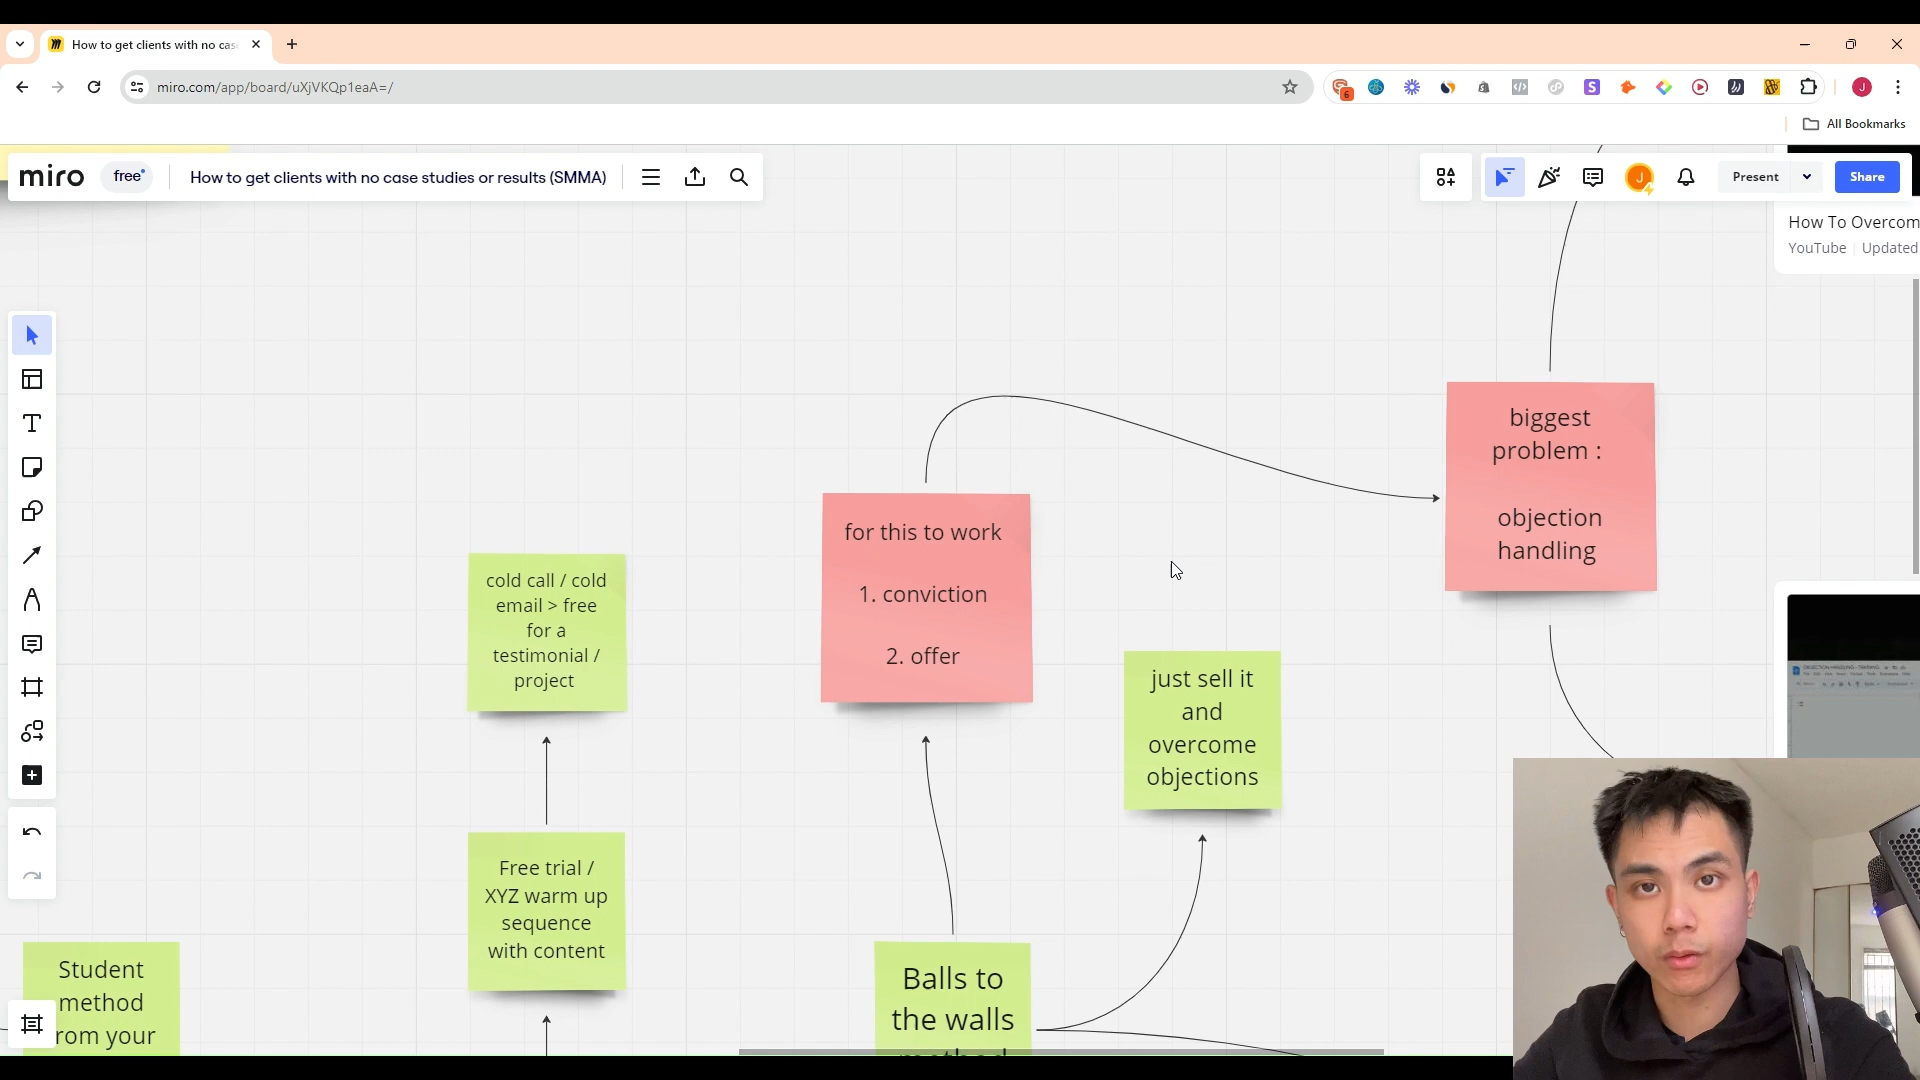 How to get clients with no cas
miro.com/app/board/uXjVKQp1eaA=/
6
S
J
All Bookmarks
miro
free
How to get clients with no case studies or results (SMMA)
J
Present
Share
How To Overcom
YouTube | Updated
biggest
problem :
objection
handling
for this to work
1. conviction
2. offer
cold call / cold
email > free
for a
testimonial /
project
just sell it
and
overcome
objections
Free trial /
XYZ warm up
sequence
with content
Student
method
rom your
Balls to
the walls
method